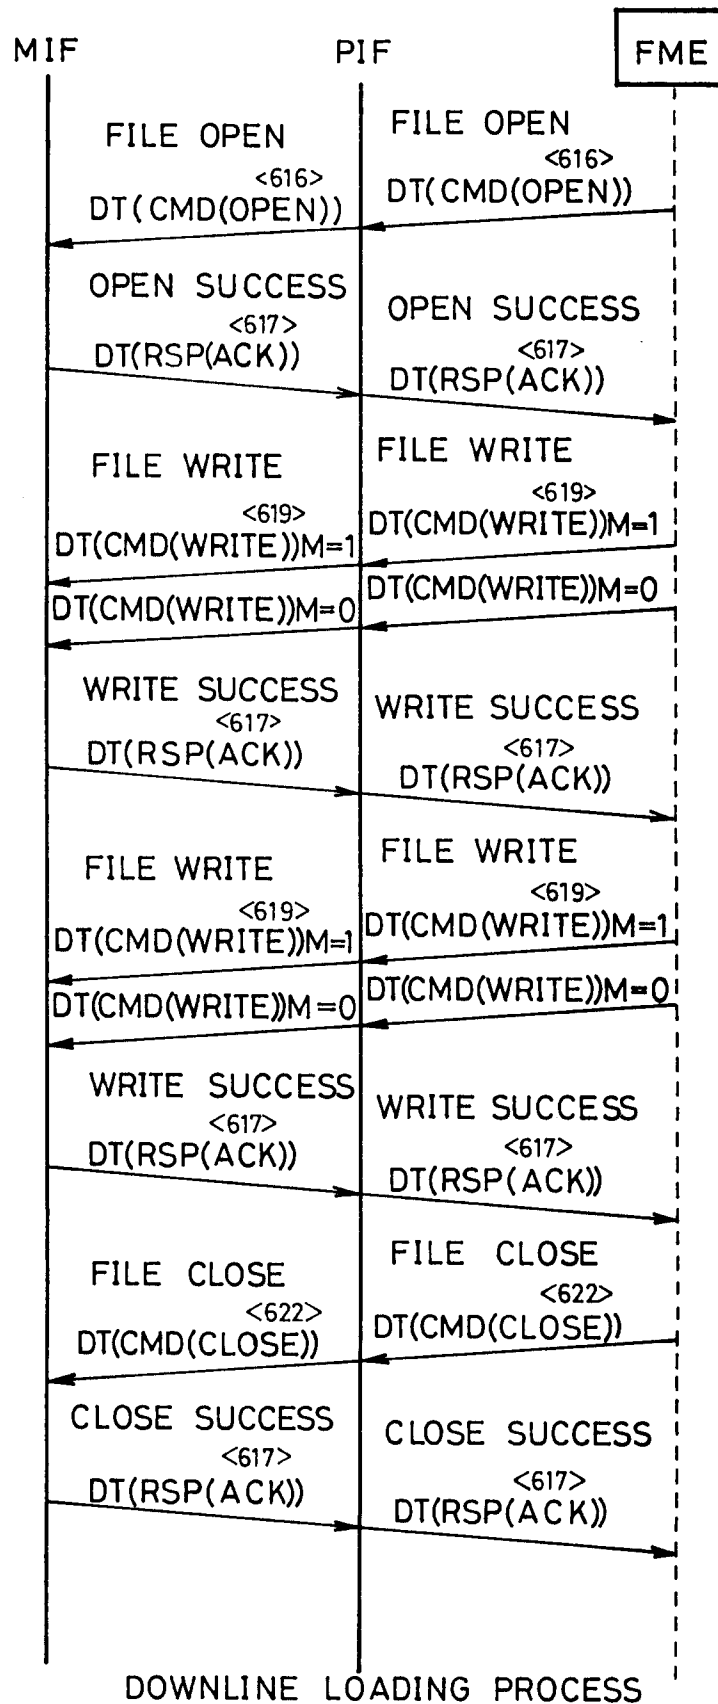 MIF PIF FME
FILE OPEN FILE OPEN
<616> <616>
DT(CMD(OPEN)) DT(CMD(OPEN))
OPEN SUCCESS OPEN SUCCESS
<617> <617>
DT(RSP(ACK)) DT(RSP(ACK))
FILE WRITE FILE WRITE
<619> <619>
DT(CMD(WRITE))M=1 DT(CMD(WRITE))M=1
DT(CMD(WRITE))M=0 DT(CMD(WRITE))M=0
WRITE SUCCESS WRITE SUCCESS
<617> <617>
DT(RSP(ACK)) DT(RSP(ACK))
FILE WRITE FILE WRITE
<619> <619>
DT(CMD(WRITE))M=1 DT(CMD(WRITE))M=1
DT(CMD(WRITE))M=0 DT(CMD(WRITE))M=0
WRITE SUCCESS WRITE SUCCESS
<617> <617>
DT(RSP(ACK)) DT(RSP(ACK))
FILE CLOSE FILE CLOSE
<622> <622>
DT(CMD(CLOSE)) DT(CMD(CLOSE))
CLOSE SUCCESS CLOSE SUCCESS
<617> <617>
DT(RSP(ACK)) DT(RSP(ACK))
DOWNLINE LOADING PROCESS